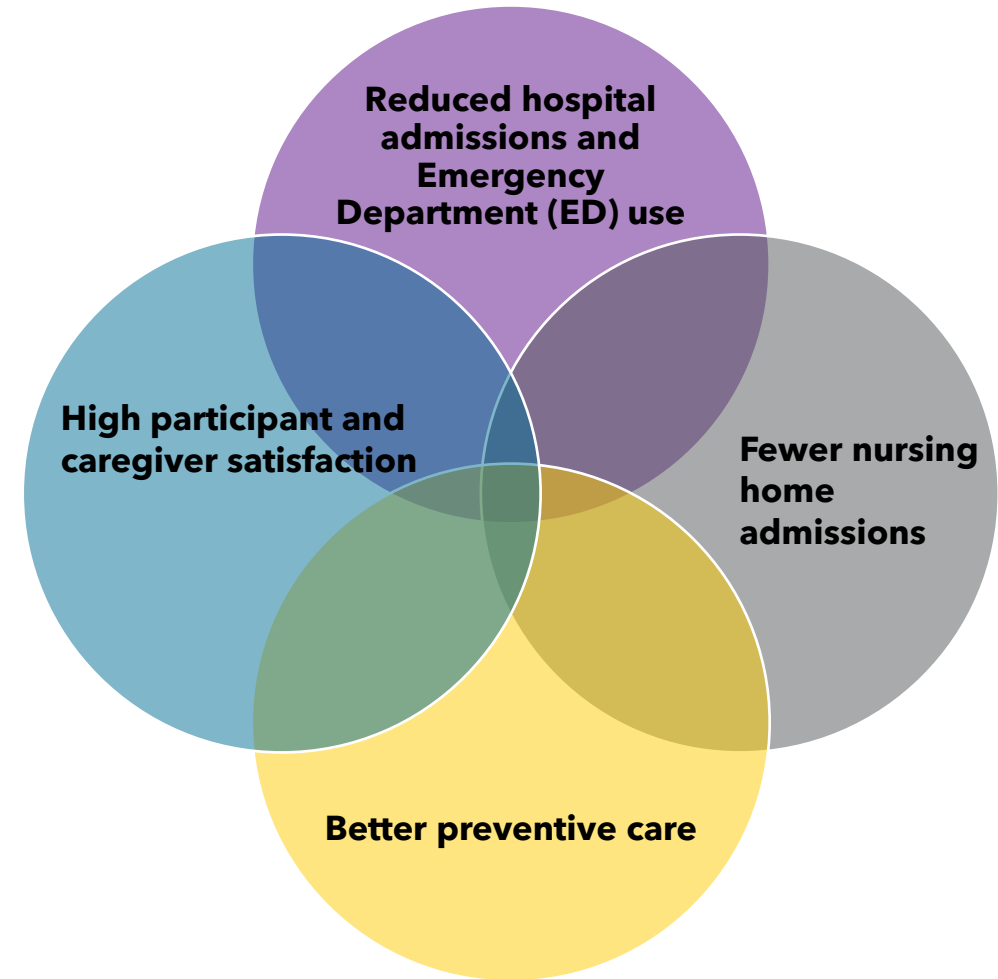 Reduced hospital
admissions and
Emergency
Department (ED) use
High participant and
caregiver satisfaction
Fewer nursing
home
admissions
Better preventive care